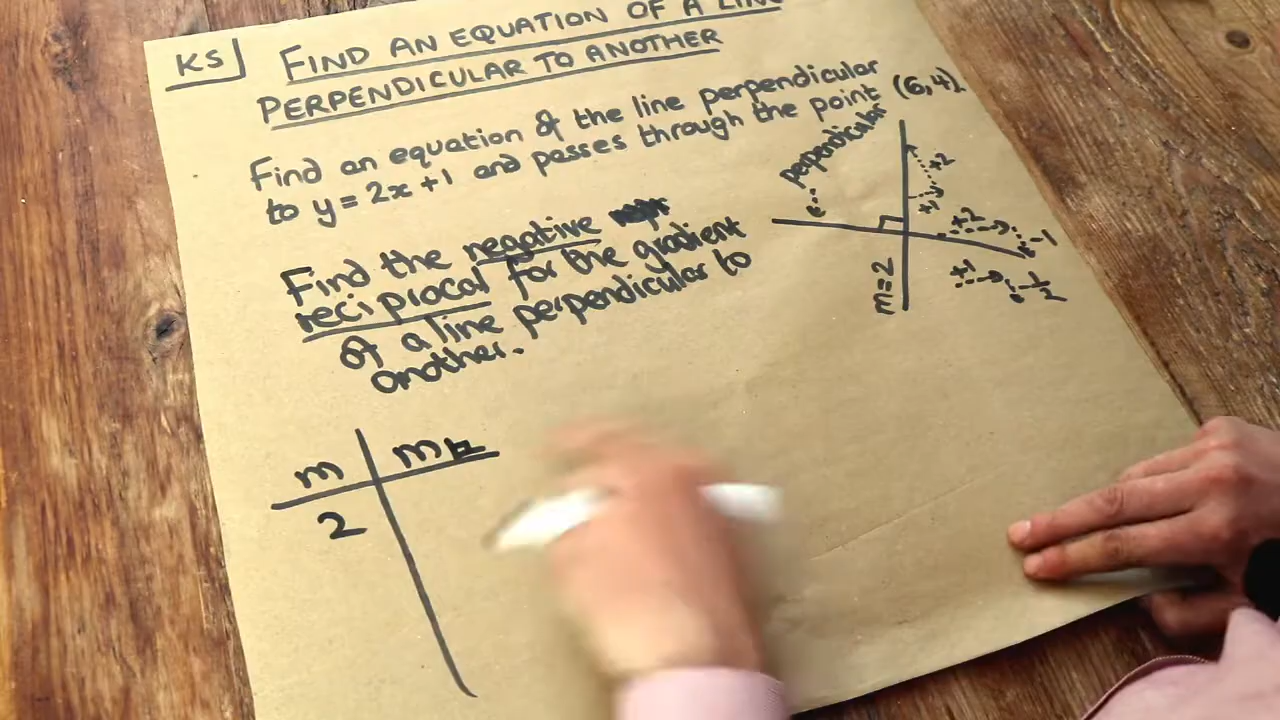 KS
FIND AN EQUATION OF A LINE
PERPENDICULAR TO ANOTHER
Find an equation of the line perpendicular
to y = 2x + 1 and passes through the point (6,4).
Find the negative
reciprocal for the gradient
of a line perpendicular to
another.
Perpendicular
+2
+1
+2
-1
+1
-1/2
m=2
m
m
2